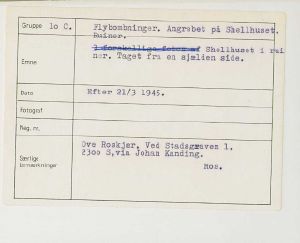 Gruppe 10 C.
Flybombninger. Angrebet på Shellhuset.
Ruiner.
Emne
1 forskellige fotos af Shellhuset i rui
ner. Taget fra en sjælden side.
Dato
Efter 21/3 1945.
Fotograf
Neg. nr.
Særlige
bemærkninger
Ove Roskjær, Ved Stadsgraven 1.
2300 S, via Johan Kanding.
Ros.